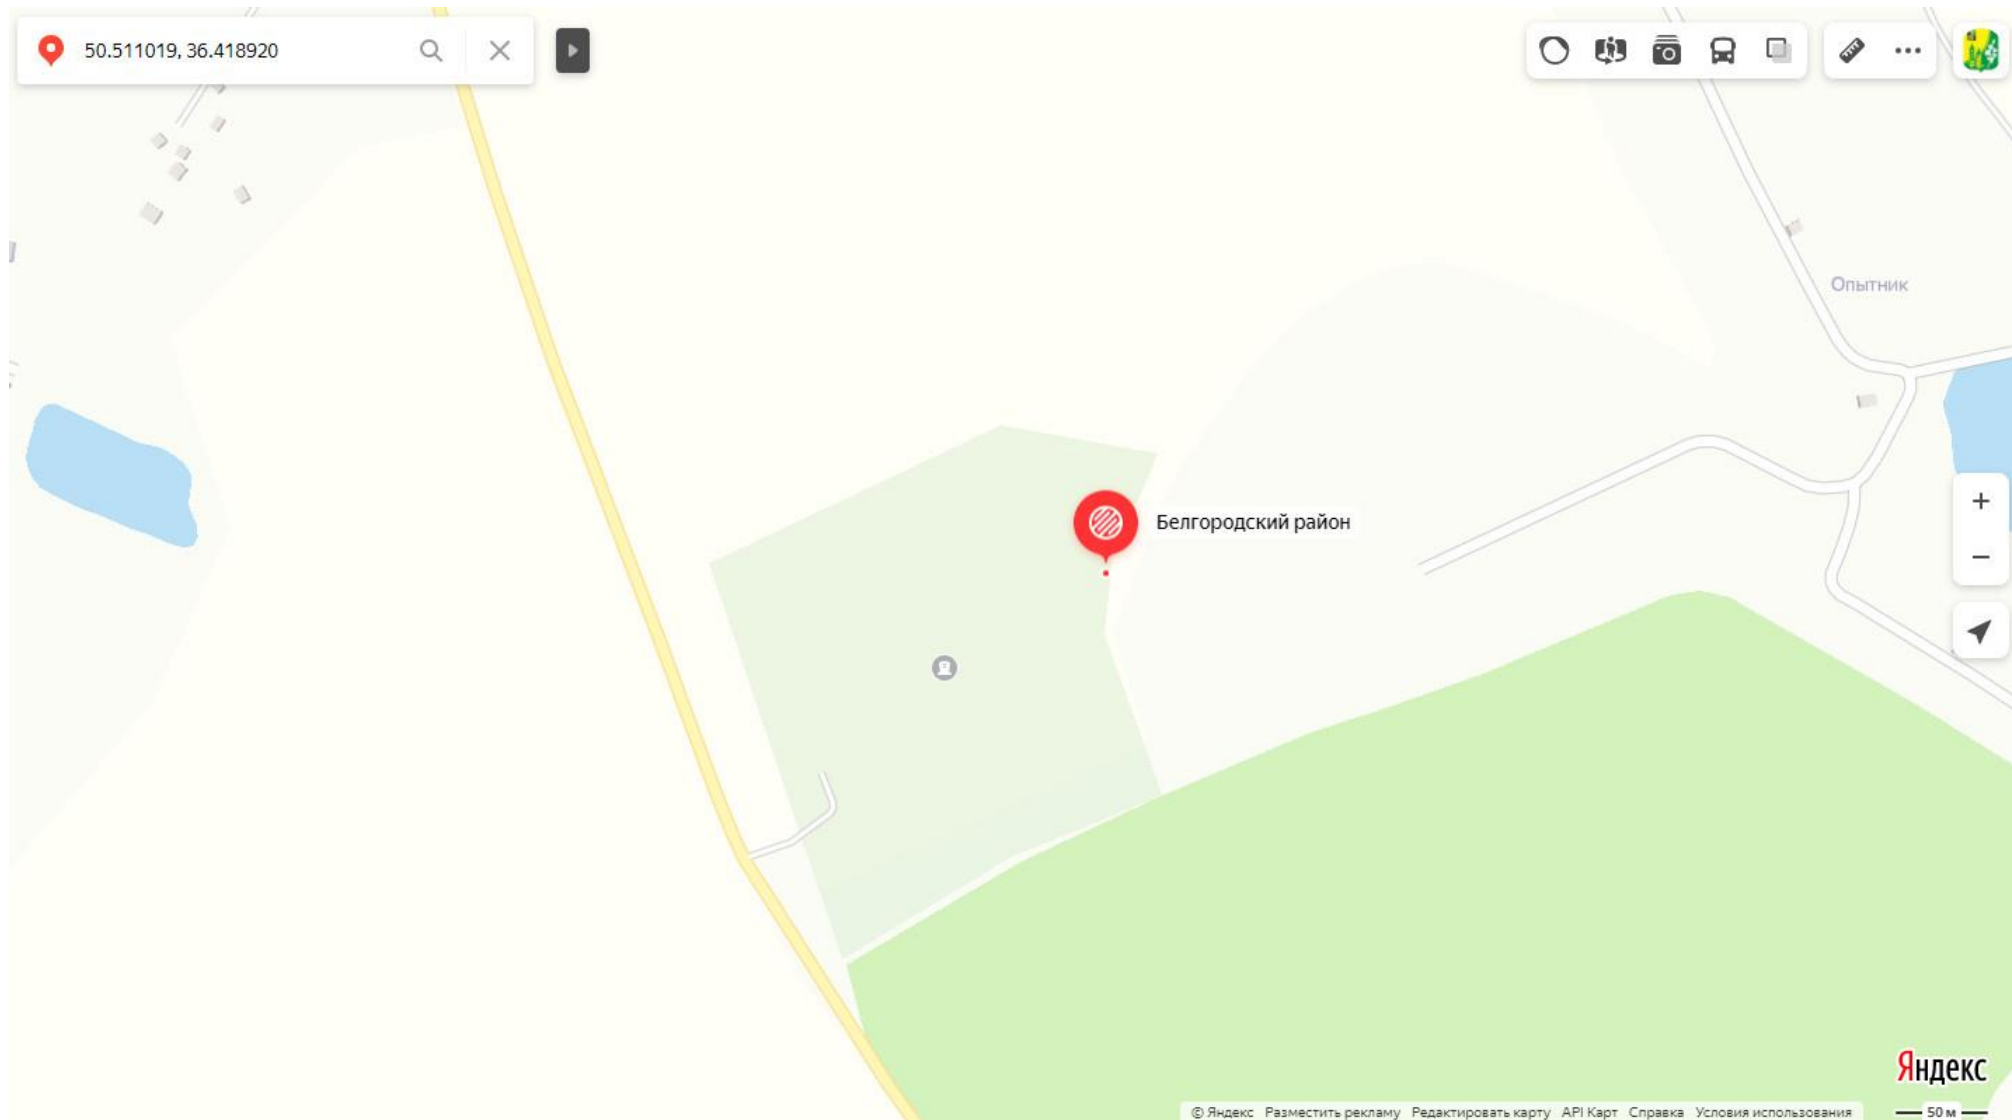 50.511019, 36.418920
Опытник
Белгородский район
Яндекс
© Яндекс Разместить рекламу Редактировать карту API Карт Справка Условия использования 50 м